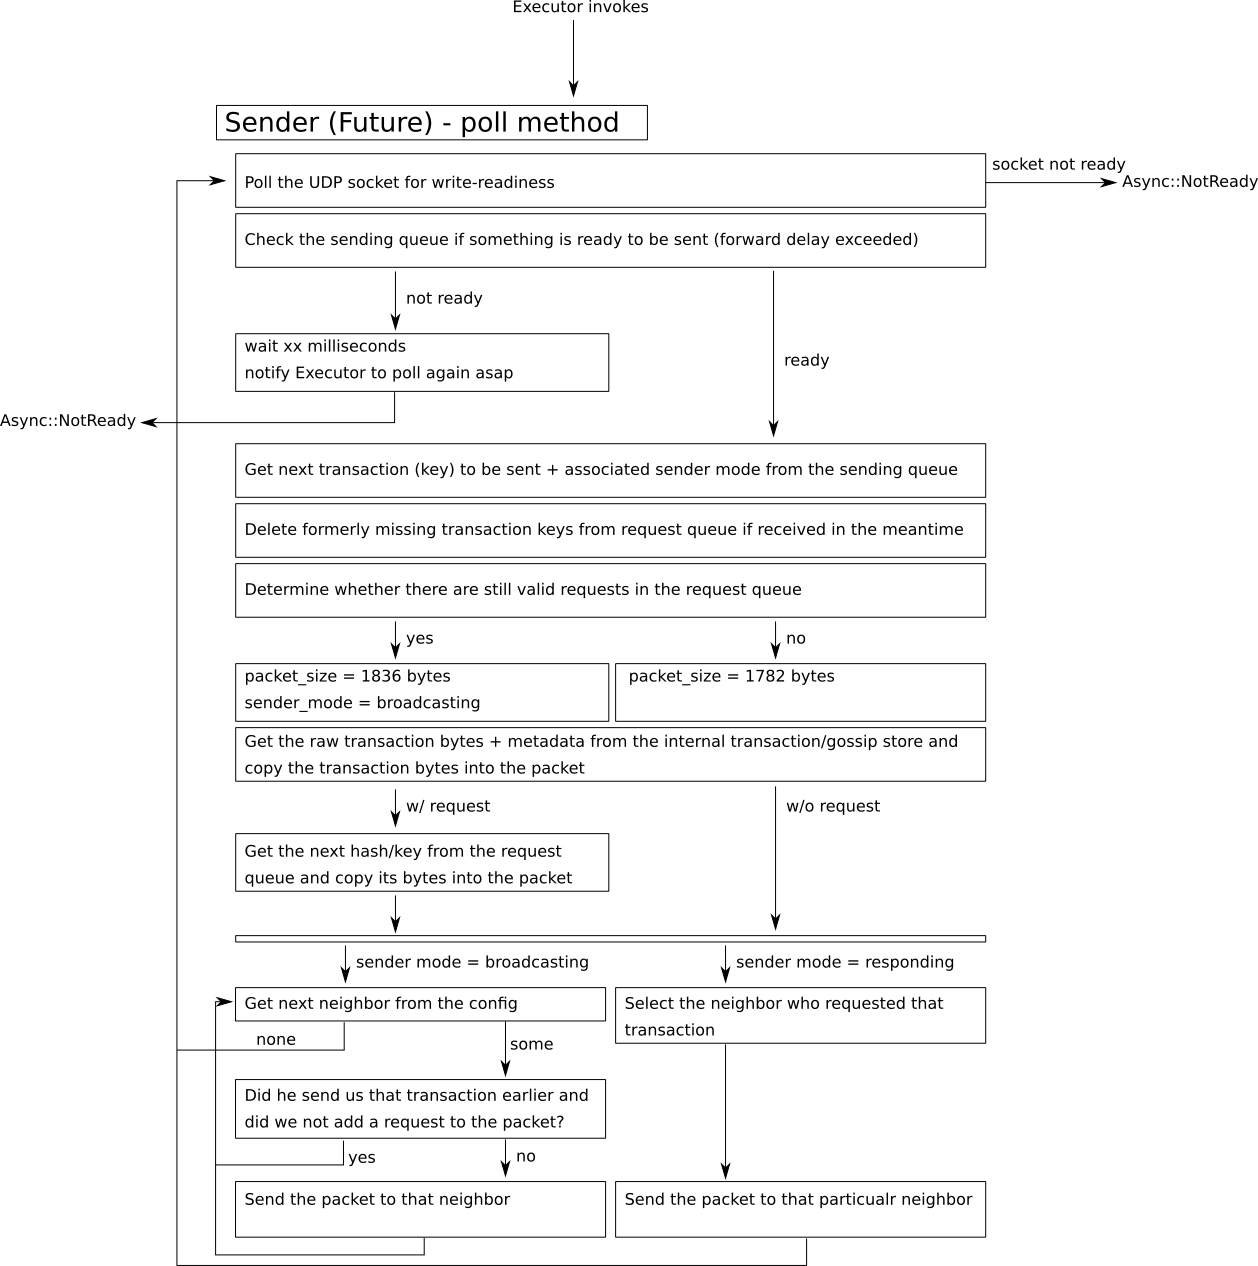 Executor invokes
Sender (Future) - poll method
socket not ready
Poll the UDP socket for write-readiness
Async::NotReady
Check the sending queue if something is ready to be sent (forward delay exceeded)
not ready
wait xx milliseconds
notify Executor to poll again asap
ready
Async::NotReady
Get next transaction (key) to be sent + associated sender mode from the sending queue
Delete formerly missing transaction keys from request queue if received in the meantime
Determine whether there are still valid requests in the request queue
yes
no
packet_size = 1836 bytes
sender_mode = broadcasting
packet_size = 1782 bytes
Get the raw transaction bytes + metadata from the internal transaction/gossip store and
copy the transaction bytes into the packet
w/ request
w/o request
Get the next hash/key from the request
queue and copy its bytes into the packet
sender mode = broadcasting
sender mode = responding
Get next neighbor from the config
Select the neighbor who requested that
transaction
none
some
Did he send us that transaction earlier and
did we not add a request to the packet?
yes
no
Send the packet to that neighbor
Send the packet to that particualr neighbor